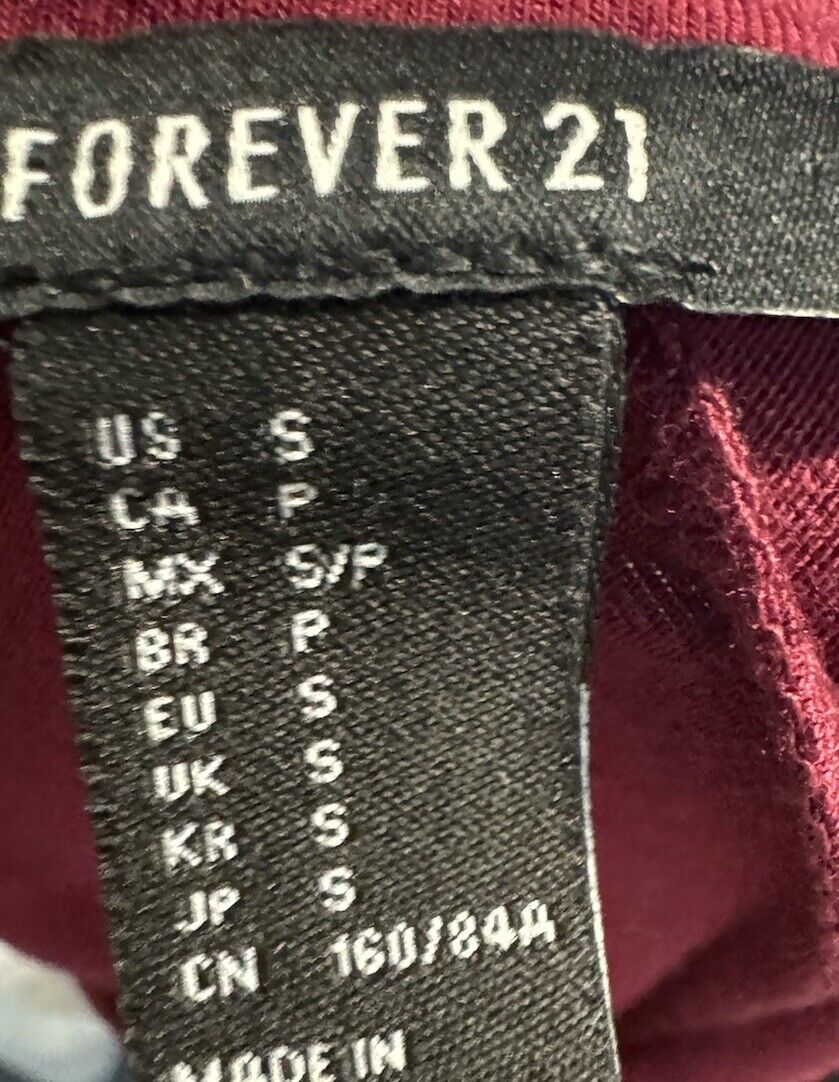 FOREVER 21
US S
CA P
MX S/P
BR P
EU S
UK S
KR S
JP S
CN 160/84A
MADE IN